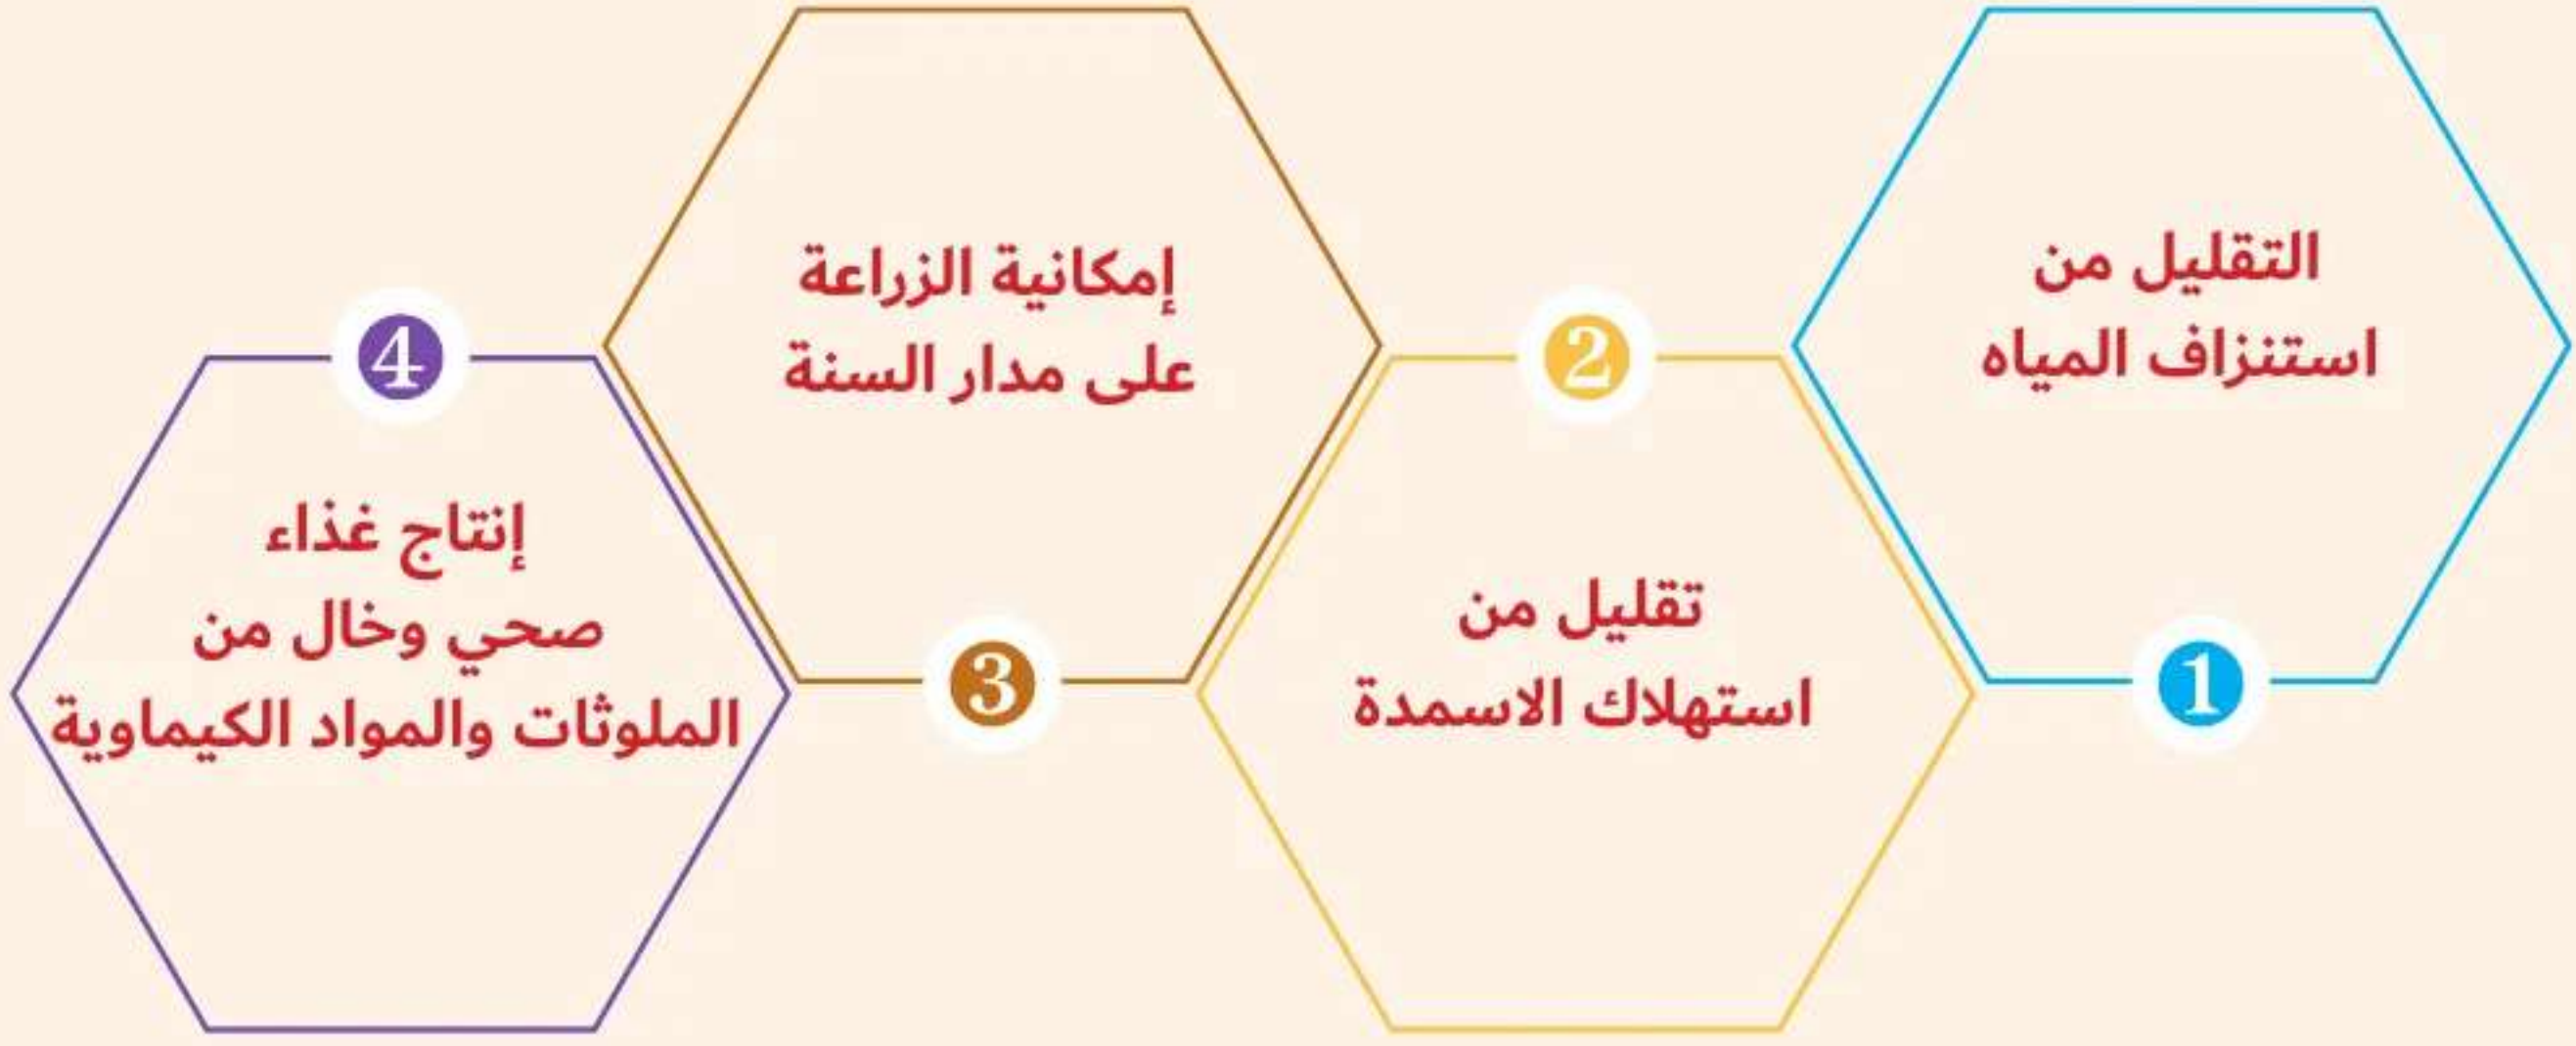 التقليل من
استنزاف المياه
1
2
تقليل من
استهلاك الاسمدة
إمكانية الزراعة
على مدار السنة
3
4
إنتاج غذاء
صحي وخال من
الملوثات والمواد الكيماوية